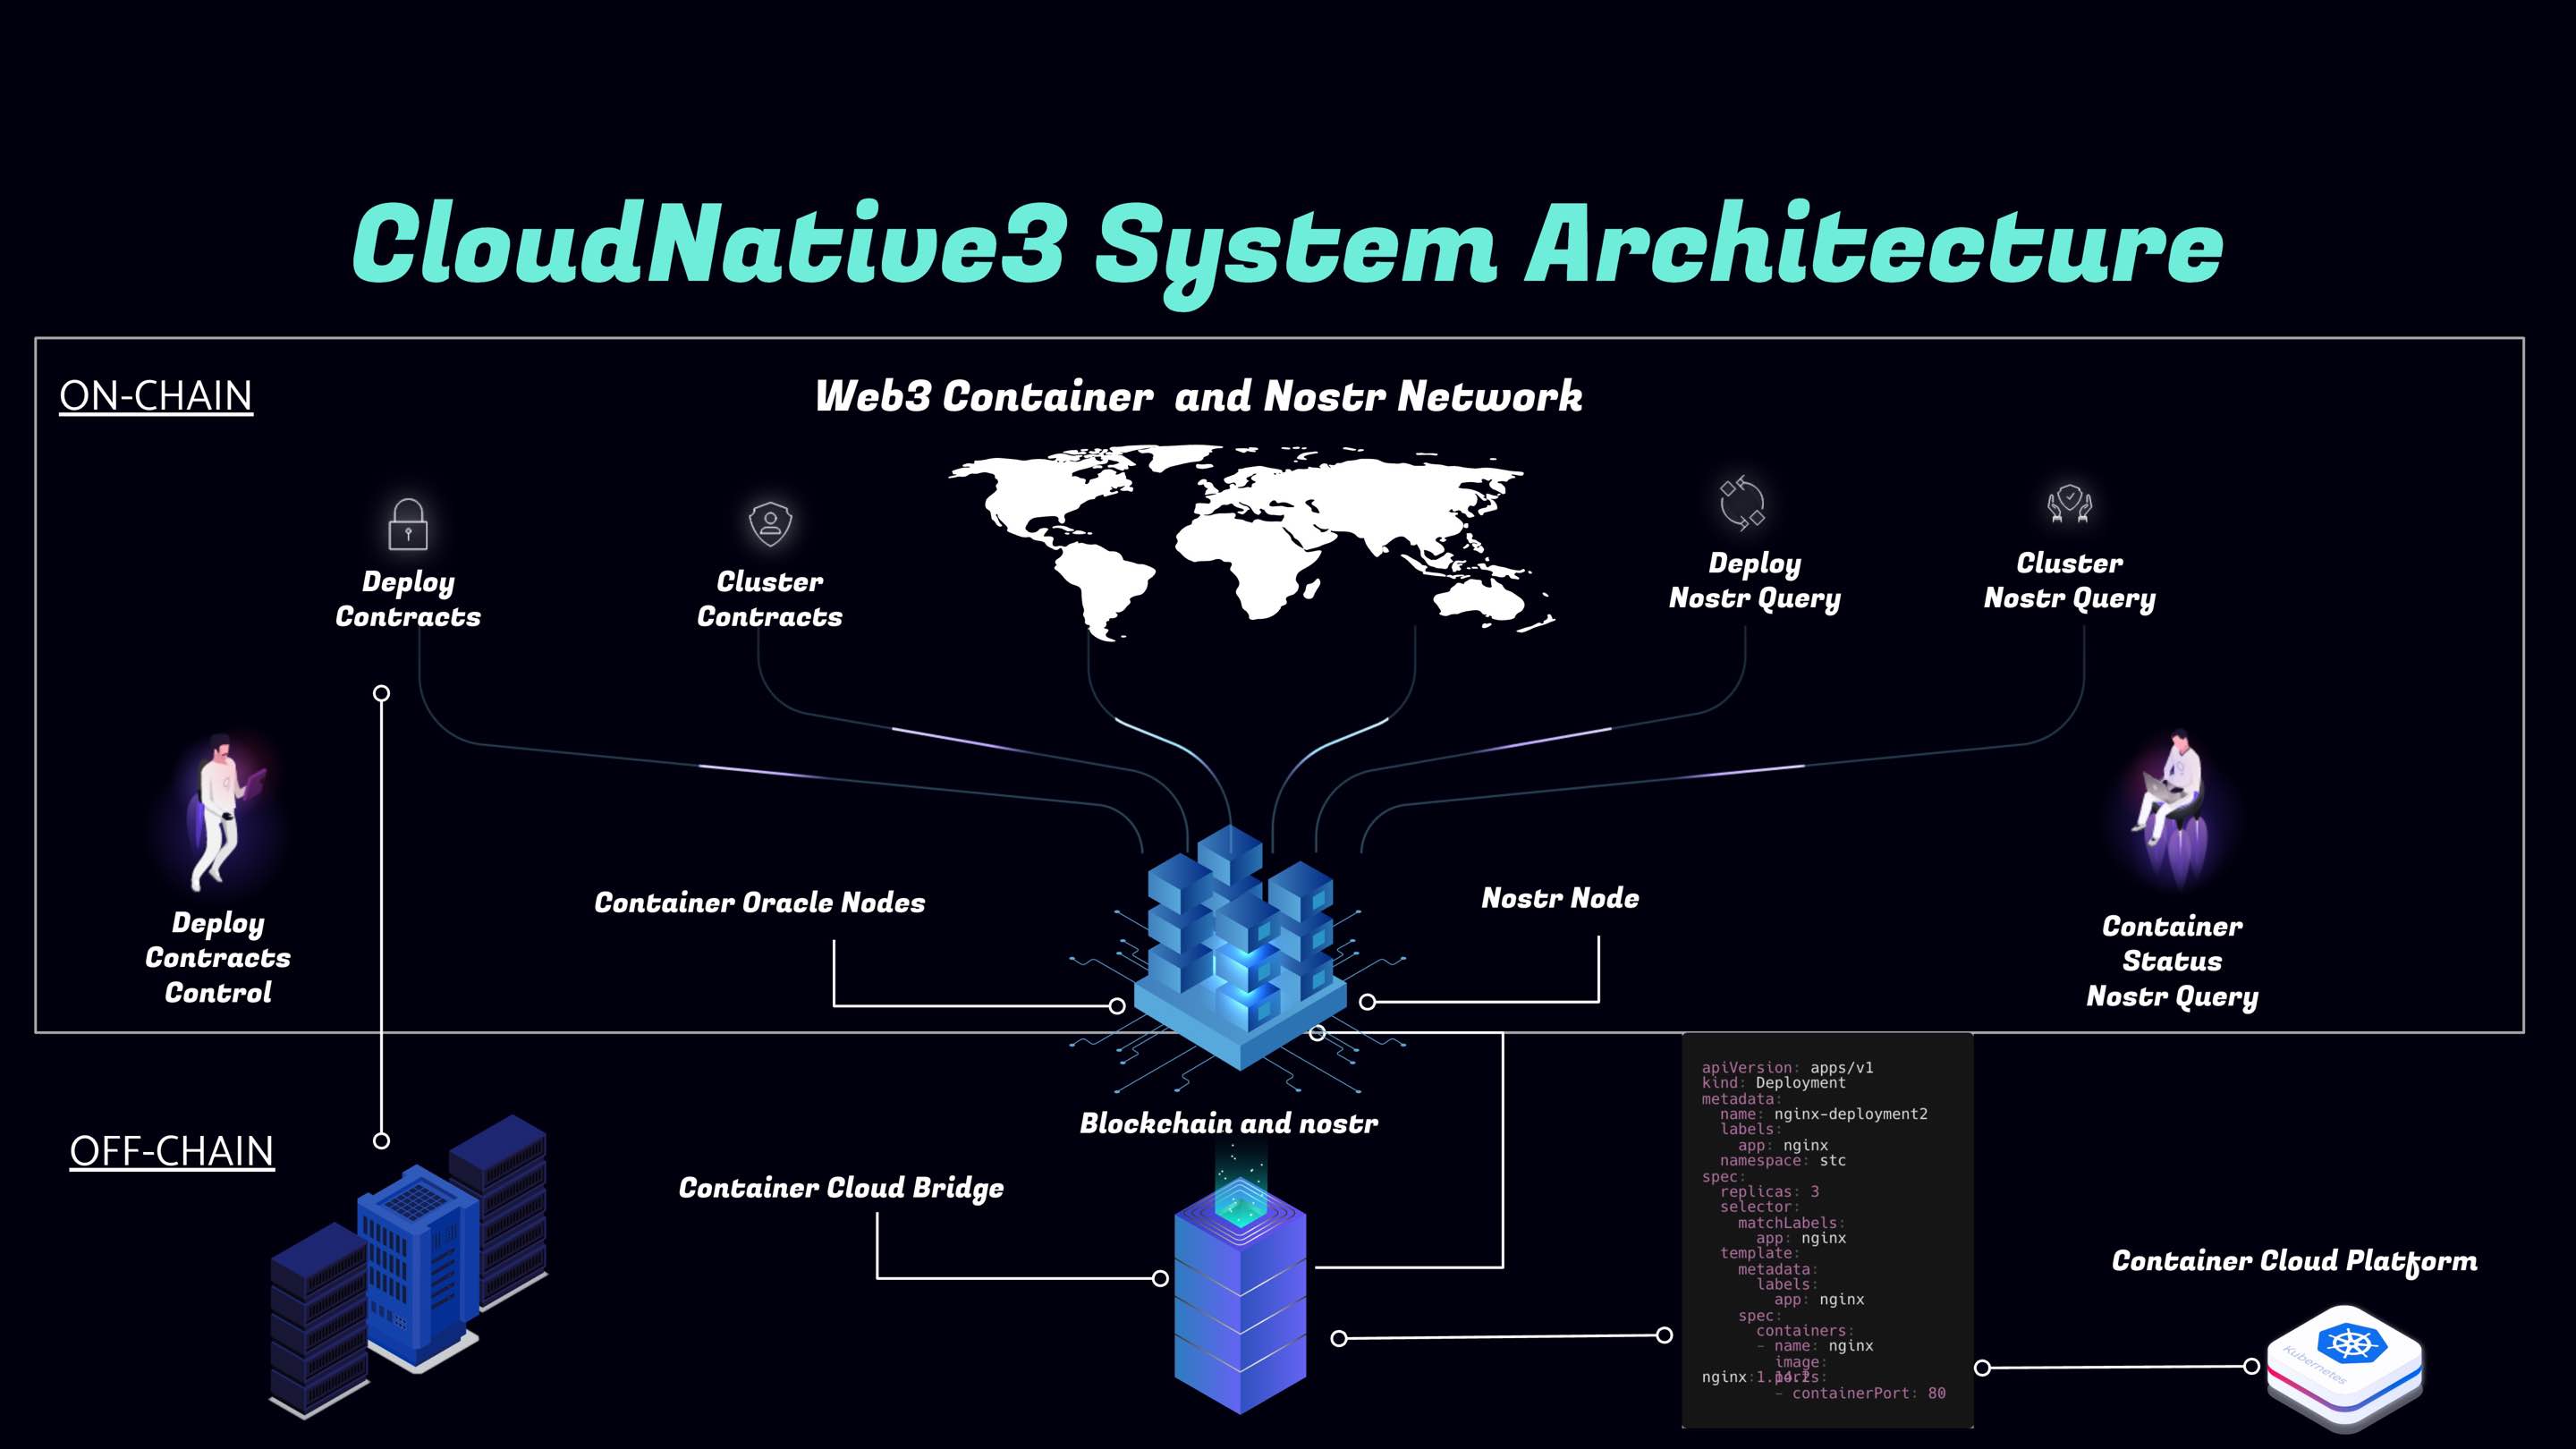 CloudNative3 System Architecture
ON-CHAIN
Web3 Container and Nostr Network
Deploy
Contracts
Cluster
Contracts
Deploy
Nostr Query
Cluster
Nostr Query
Deploy
Contracts
Control
Container Oracle Nodes
Nostr Node
Container
Status
Nostr Query
Blockchain and nostr
OFF-CHAIN
Container Cloud Bridge
apiVersion: apps/v1
kind: Deployment
metadata:
name: nginx-deployment2
labels:
app: nginx
namespace: stc
spec:
replicas: 3
selector:
matchLabels:
app: nginx
template:
metadata:
labels:
app: nginx
spec:
containers:
- name: nginx
image:
nginx:1.14.2
ports:
- containerPort: 80
Container Cloud Platform
Kubernetes